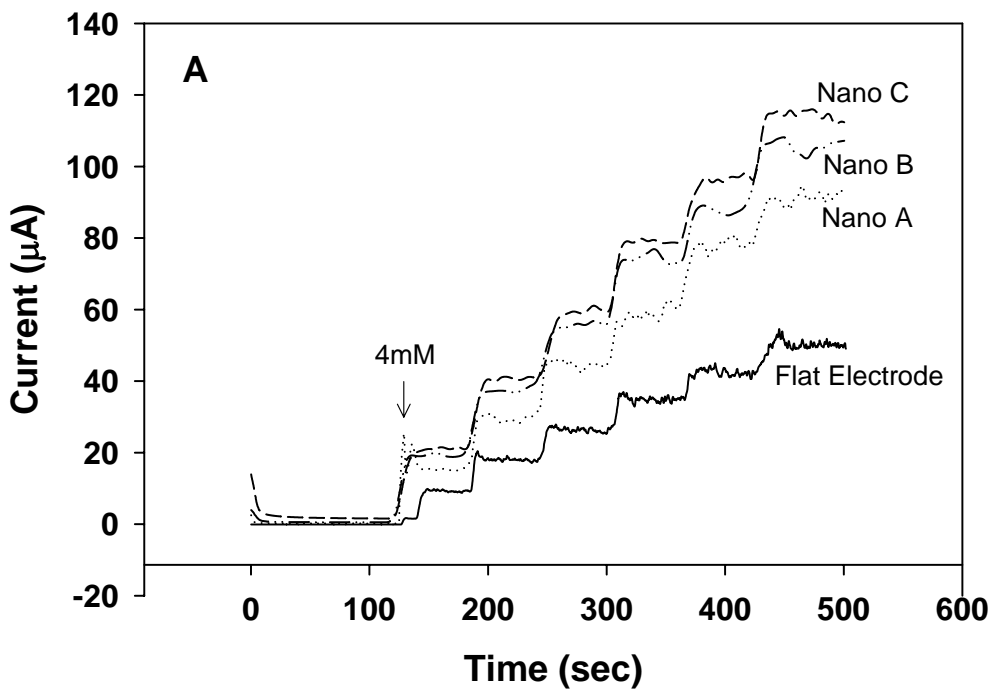 A
140
120
100
80
60
40
20
0
-20
Current (μA)
4mM
Nano C
Nano B
Nano A
Flat Electrode
0 100 200 300 400 500 600
Time (sec)